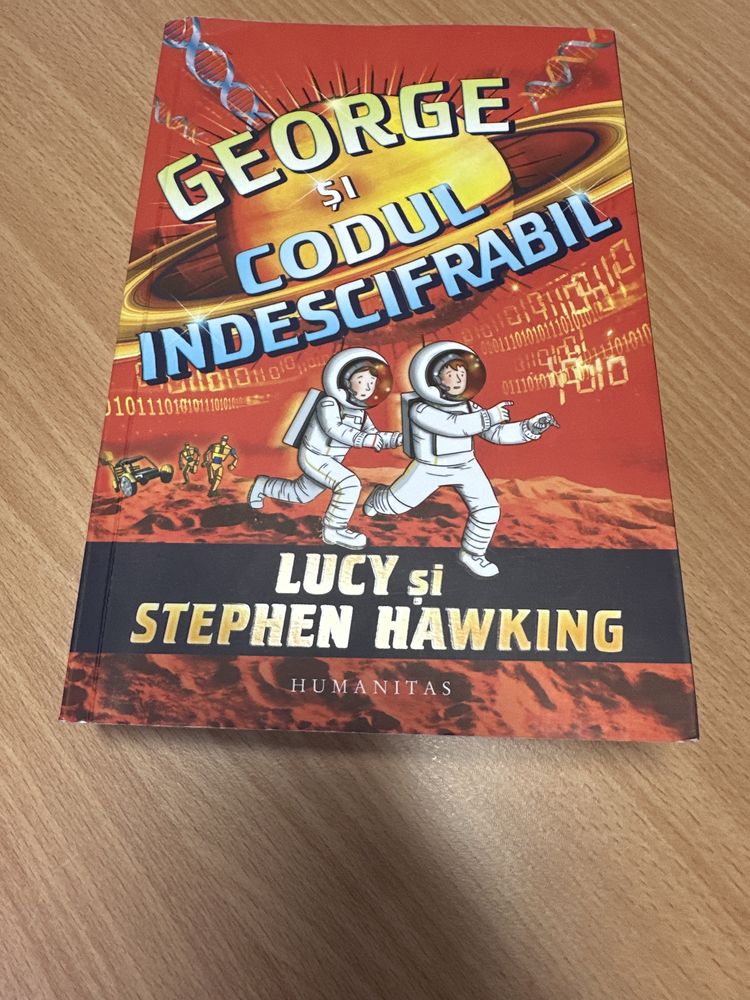 GEORGE
ȘI
CODUL
INDESCIFRABIL
LUCY și
STEPHEN HAWKING
HUMANITAS